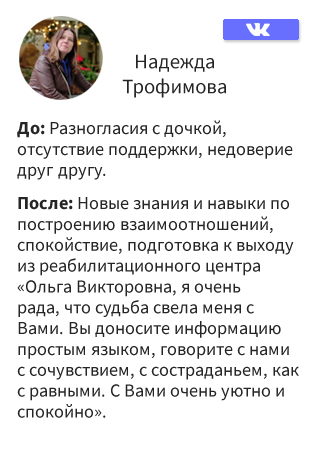 Надежда
Трофимова
До: Разногласия с дочкой,
отсутствие поддержки, недоверие
друг другу.
После: Новые знания и навыки по
построению взаимоотношений,
спокойствие, подготовка к выходу
из реабилитационного центра
«Ольга Викторовна, я очень
рада, что судьба свела меня с
Вами. Вы доносите информацию
простым языком, говорите с нами
с сочувствием, с состраданьем, как
с равными. С Вами очень уютно и
спокойно».